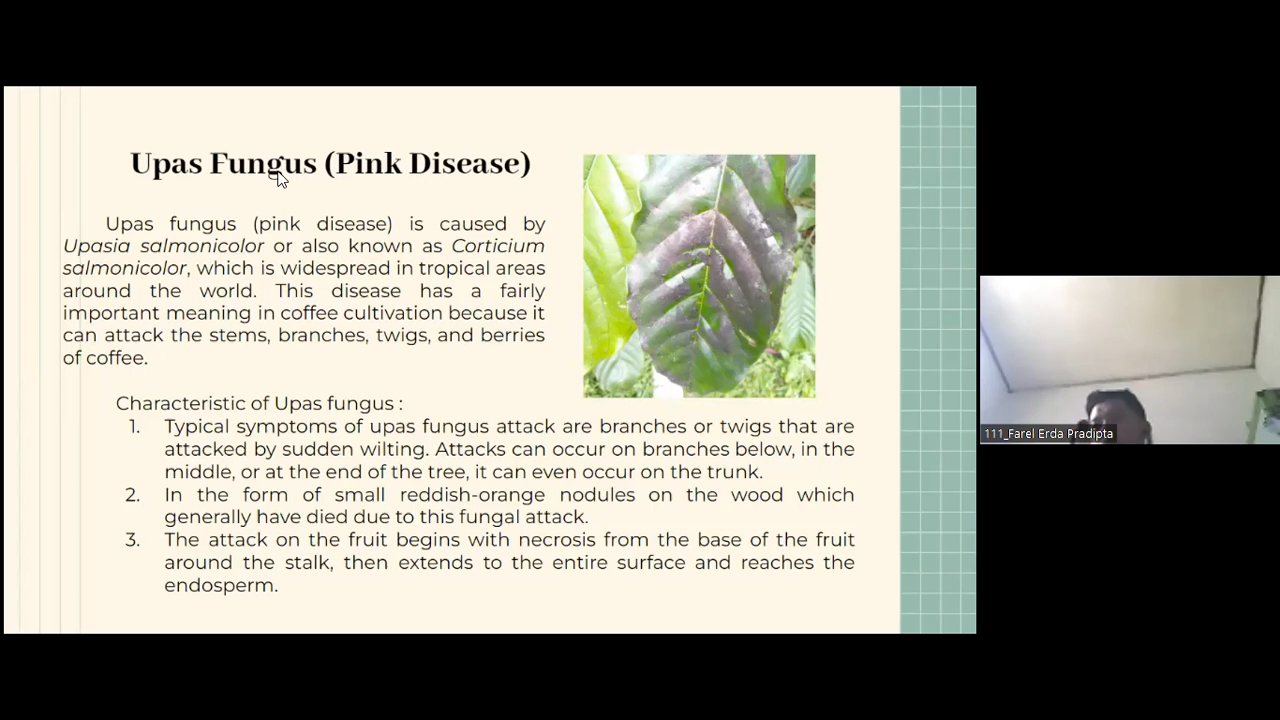 Upas Fungus (Pink Disease)
Upas fungus (pink disease) is caused by
Upasia salmonicolor or also known as Corticium
salmonicolor, which is widespread in tropical areas
around the world. This disease has a fairly
important meaning in coffee cultivation because it
can attack the stems, branches, twigs, and berries
of coffee.
Characteristic of Upas fungus :
1. Typical symptoms of upas fungus attack are branches or twigs that are
attacked by sudden wilting. Attacks can occur on branches below, in the
middle, or at the end of the tree, it can even occur on the trunk.
2. In the form of small reddish-orange nodules on the wood which
generally have died due to this fungal attack.
3. The attack on the fruit begins with necrosis from the base of the fruit
around the stalk, then extends to the entire surface and reaches the
endosperm.
111_Farel Erda Pradipta